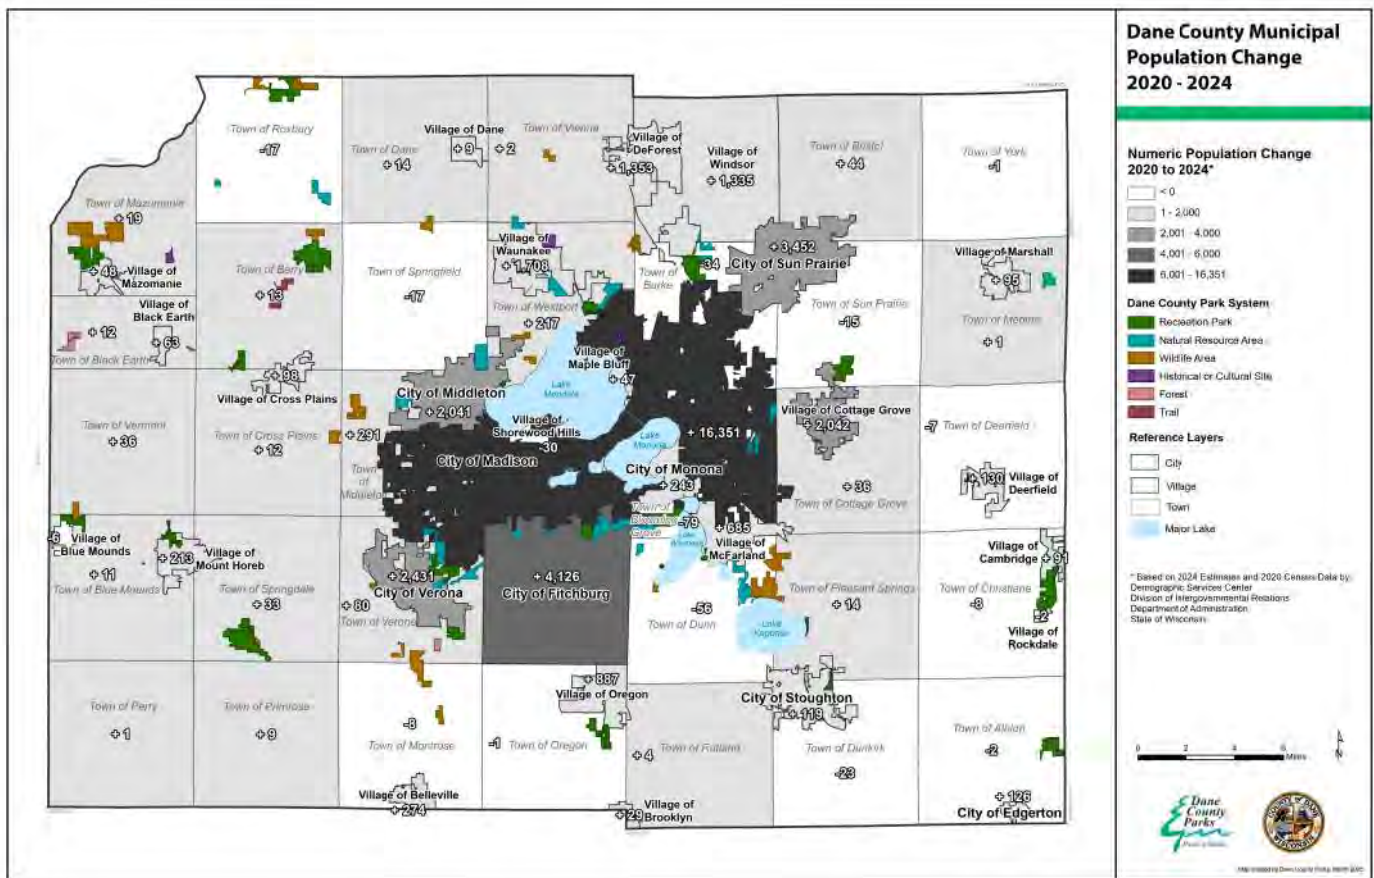 Dane County Municipal
Population Change
2020 - 2024
Numeric Population Change
2020 to 2024*
< 0
1 - 2,000
2,001 - 4,000
4,001 - 6,000
6,001 - 16,351
Dane County Park System
Recreation Park
Natural Resource Area
Wildlife Area
Historical or Cultural Site
Forest
Trail
Reference Layers
City
Village
Town
Major Lake
* Based on 2024 Estimates and 2020 Census Data by:
Demographic Services Center
Division of Intergovernmental Relations
Department of Administration
State of Wisconsin
0 2 4 6
Miles
N
Dane
County
Parks
COUNTY OF DANE
WISCONSIN
Town of Roxbury
-17
Town of Dane
+ 14
Village of Dane
+ 9
Town of Vienna
+ 2
Village of
DeForest
+ 1,353
Village of
Windsor
+ 1,335
Town of Bristol
+ 44
Town of York
-1
Town of Mazomanie
+ 19
+ 48
Village of
Mazomanie
Town of Berry
+ 13
Town of Springfield
-17
Village of
Waunakee
+ 1,708
Town of Westport
+ 217
Town of
Burke
-34
+ 3,452
City of Sun Prairie
Town of Sun Prairie
-15
Village of Marshall
+ 95
Town of Medina
+ 1
Village of
Black Earth
+ 63
+ 12
Town of Black Earth
+ 98
Village of Cross Plains
City of Middleton
+ 2,041
Lake
Mendota
Village of
Maple Bluff
+ 47
Village of
Shorewood Hills
-30
City of Madison
+ 16,351
Lake
Monona
City of Monona
+ 243
Village of Cottage Grove
+ 2,042
-7
Town of Deerfield
Town of Vermont
+ 36
Town of Cross Plains
+ 12
+ 291
Town
of
Middleton
+ 36
Town of Cottage Grove
+ 130
Village of
Deerfield
Town of
Blooming
Grove
-79
+ 685
Village of
McFarland
-6
Village of
Blue Mounds
+ 11
Town of Blue Mounds
+ 213
Village of
Mount Horeb
Town of Springdale
+ 33
+ 2,431
City of Verona
+ 80
Town of Verona
+ 4,126
City of Fitchburg
-56
Town of Dunn
Lake
Kegonsa
Town of Pleasant Springs
+ 14
Village of
Cambridge
+ 91
Town of Christiana
-8
-2
Village of
Rockdale
Town of Perry
+ 1
Town of Primrose
+ 9
-8
Town of Montrose
Village of Belleville
+ 274
+ 887
Village of Oregon
-1
Town of Oregon
+ 4
Town of Rutland
+ 29
Village of
Brooklyn
City of Stoughton
+ 119
Town of Dunkirk
-23
Town of Albion
-2
+ 126
City of Edgerton